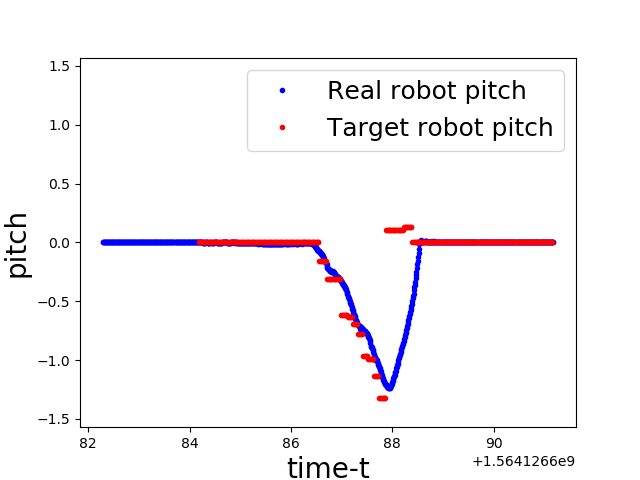 1.5
1.0
0.5
0.0
−0.5
−1.0
−1.5
pitch
Real robot pitch
Target robot pitch
82 84 86 88 90
+1.5641266e9
time-t